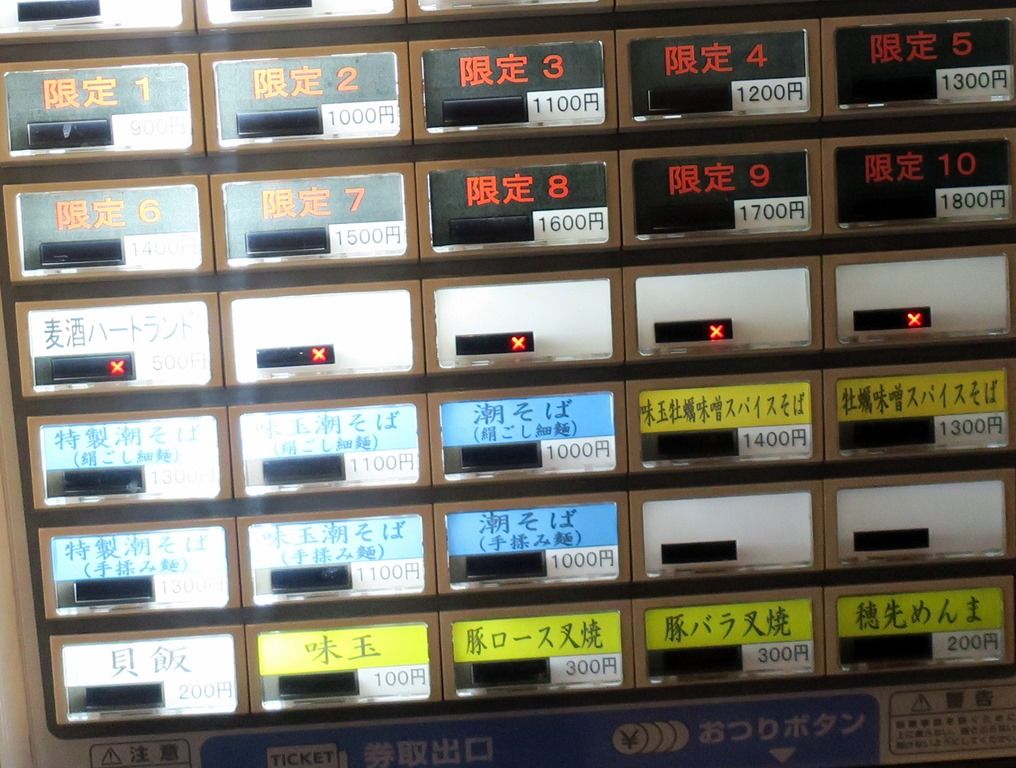 限定 1
900円
限定 2
1000円
限定 3
1100円
限定 4
1200円
限定 5
1300円
限定 6
1400円
限定 7
1500円
限定 8
1600円
限定 9
1700円
限定 10
1800円
麦酒ハートランド
500円
特製潮そば
(絹ごし細麺)
1300円
味玉潮そば
(絹ごし細麺)
1100円
潮そば
(絹ごし細麺)
1000円
味玉牡蠣味噌スパイスそば
1400円
牡蠣味噌スパイスそば
1300円
特製潮そば
(手揉み麺)
1300円
味玉潮そば
(手揉み麺)
1100円
潮そば
(手揉み麺)
1000円
貝飯
200円
味玉
100円
豚ロース叉焼
300円
豚バラ叉焼
300円
穂先めんま
200円
注意
TICKET 券取出口
¥ おつりボタン
警告